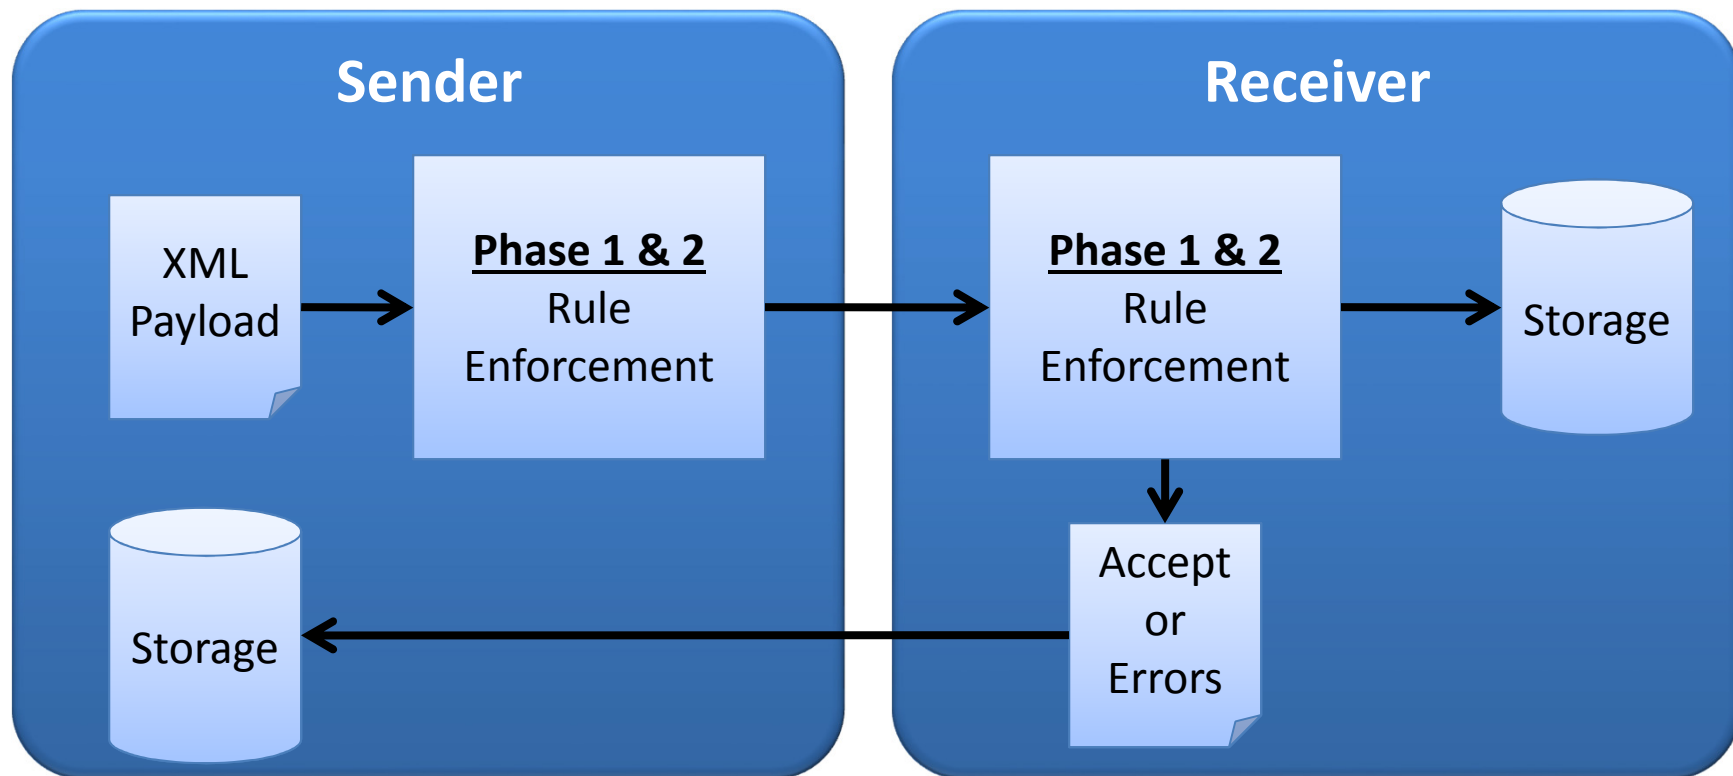 Sender
XML
Payload
Phase 1 & 2
Rule
Enforcement
Storage
Receiver
Phase 1 & 2
Rule
Enforcement
Storage
Accept
or
Errors